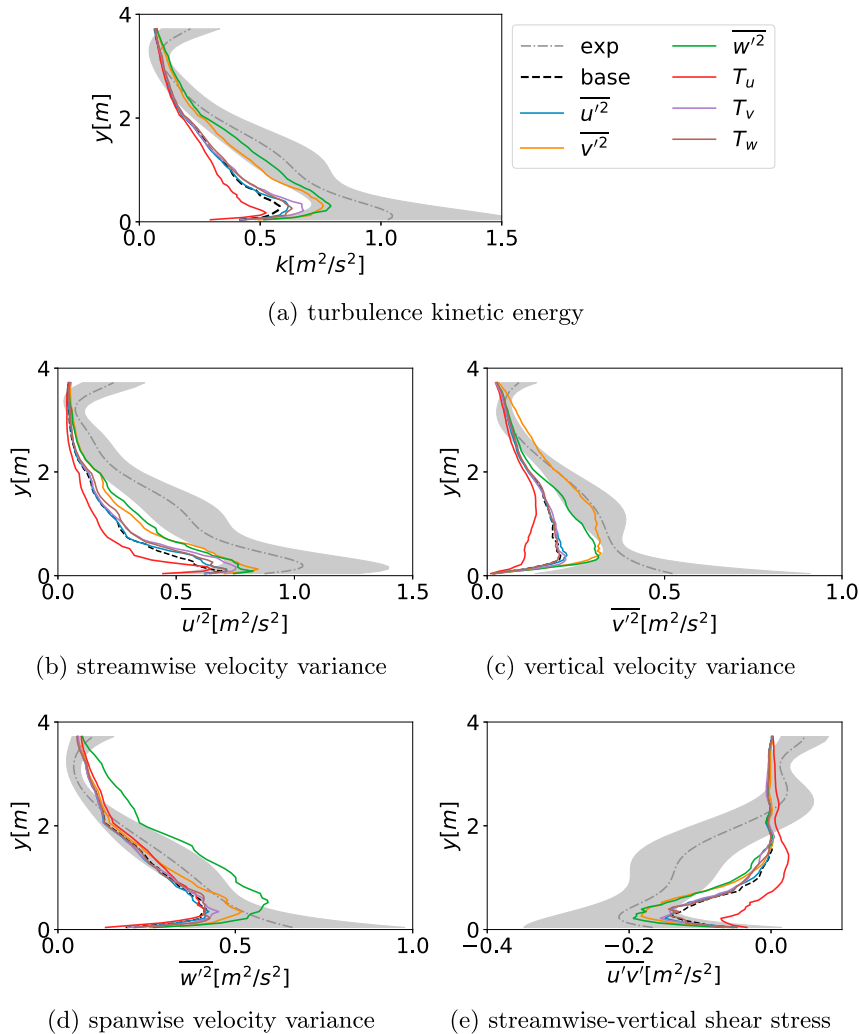 4
2
0
y[m]
0.0 0.5 1.0 1.5
k[m²/s²]
exp
base
u′²
v′²
w′²
T_u
T_v
T_w
(a) turbulence kinetic energy
4
2
0
y[m]
0.0 0.5 1.0 1.5
u′²[m²/s²]
(b) streamwise velocity variance
4
2
0
y[m]
0.0 0.5 1.0
v′²[m²/s²]
(c) vertical velocity variance
4
2
0
y[m]
0.0 0.5 1.0
w′²[m²/s²]
(d) spanwise velocity variance
4
2
0
y[m]
−0.4 −0.2 0.0
u′v′[m²/s²]
(e) streamwise-vertical shear stress